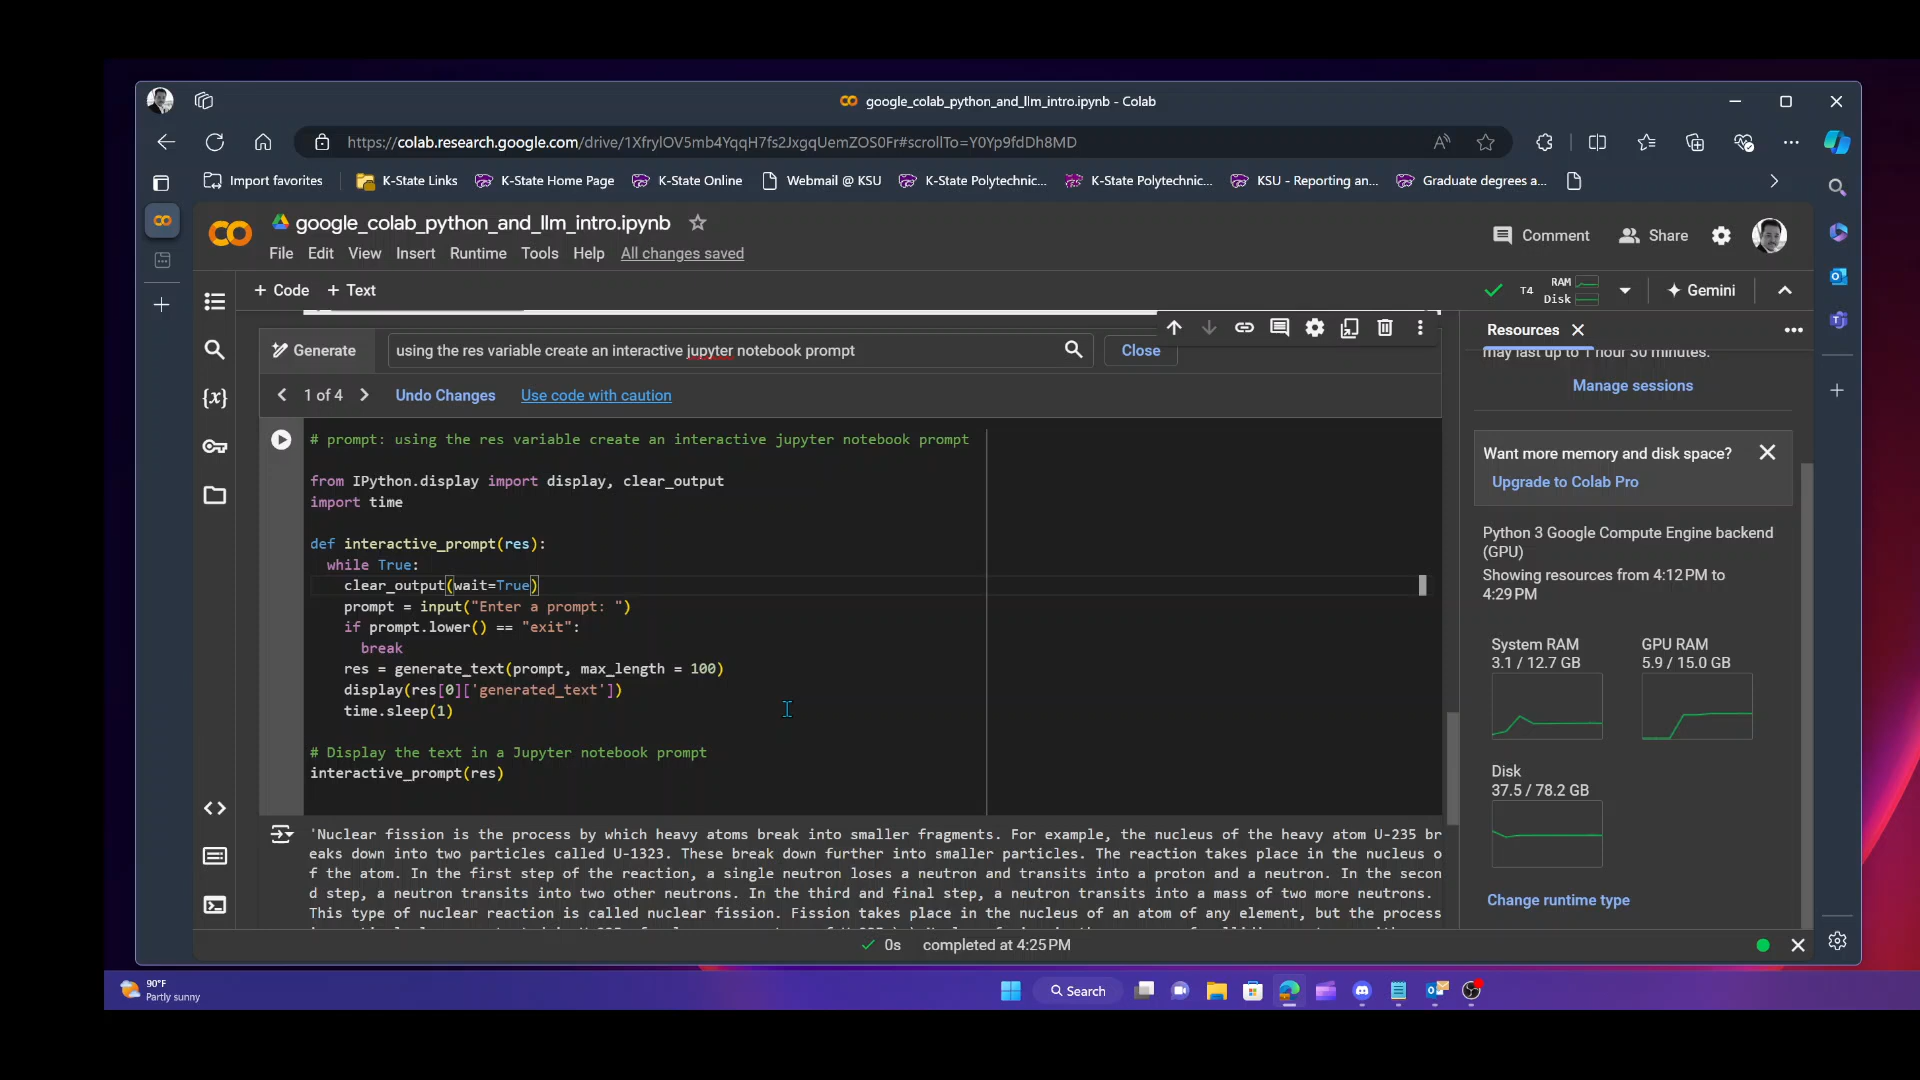 google_colab_python_and_llm_intro.ipynb - Colab
https://colab.research.google.com/drive/1XfrylOV5mb4YqqH7fs2JxgqUemZOS0Fr#scrollTo=Y0Yp9fdDh8MD
Import favorites K-State Links K-State Home Page K-State Online Webmail @ KSU K-State Polytechnic... K-State Polytechnic... KSU - Reporting an... Graduate degrees a...
google_colab_python_and_llm_intro.ipynb
Comment Share
File Edit View Insert Runtime Tools Help All changes saved
+ Code + Text
T4 RAM
Disk
Gemini
Generate using the res variable create an interactive jupyter notebook prompt Close
1 of 4 Undo Changes Use code with caution
# prompt: using the res variable create an interactive jupyter notebook prompt
from IPython.display import display, clear_output
import time
def interactive_prompt(res):
while True:
clear_output(wait=True)
prompt = input("Enter a prompt: ")
if prompt.lower() == "exit":
break
res = generate_text(prompt, max_length = 100)
display(res[0]['generated_text'])
time.sleep(1)
# Display the text in a Jupyter notebook prompt
interactive_prompt(res)
'Nuclear fission is the process by which heavy atoms break into smaller fragments. For example, the nucleus of the heavy atom U-235 br
eaks down into two particles called U-1323. These break down further into smaller particles. The reaction takes place in the nucleus o
f the atom. In the first step of the reaction, a single neutron loses a neutron and transits into a proton and a neutron. In the secon
d step, a neutron transits into two other neutrons. In the third and final step, a neutron transits into a mass of two more neutrons.
This type of nuclear reaction is called nuclear fission. Fission takes place in the nucleus of an atom of any element, but the process
Resources
may last up to 1 hour 30 minutes.
Manage sessions
Want more memory and disk space?
Upgrade to Colab Pro
Python 3 Google Compute Engine backend
(GPU)
Showing resources from 4:12 PM to
4:29 PM
System RAM GPU RAM
3.1 / 12.7 GB 5.9 / 15.0 GB
Disk
37.5 / 78.2 GB
Change runtime type
0s completed at 4:25 PM
90°F
Partly sunny
Search